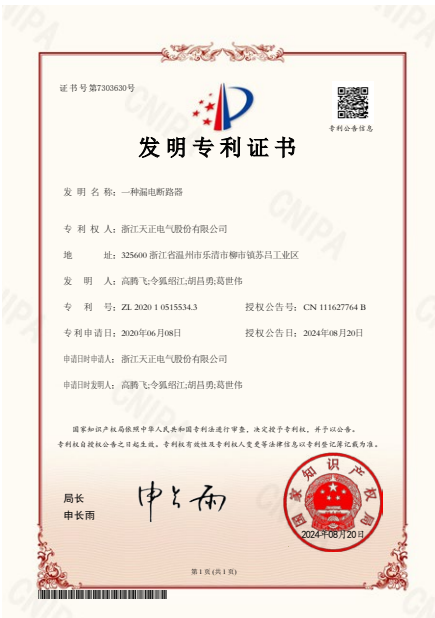 证书号第7303630号
专利公告信息
发明专利证书
发 明 名 称：一种漏电断路器
专 利 权 人：浙江天正电气股份有限公司
地 址：325600 浙江省温州市乐清市柳市镇苏吕工业区
发 明 人：高腾飞;令狐绍江;胡昌勇;葛世伟
专 利 号：ZL 2020 1 0515534.3 授权公告号：CN 111627764 B
专利申请日：2020年06月08日 授权公告日：2024年08月20日
申请日时申请人：浙江天正电气股份有限公司
申请日时发明人：高腾飞;令狐绍江;胡昌勇;葛世伟
国家知识产权局依照中华人民共和国专利法进行审查，决定授予专利权，并予以公告。
专利权自授权公告之日起生效。专利权有效性及专利权人变更等法律信息以专利登记簿记载为准。
局长
申长雨
申长雨
国家知识产权局
2024年08月20日
第1页(共1页)
CNIPA